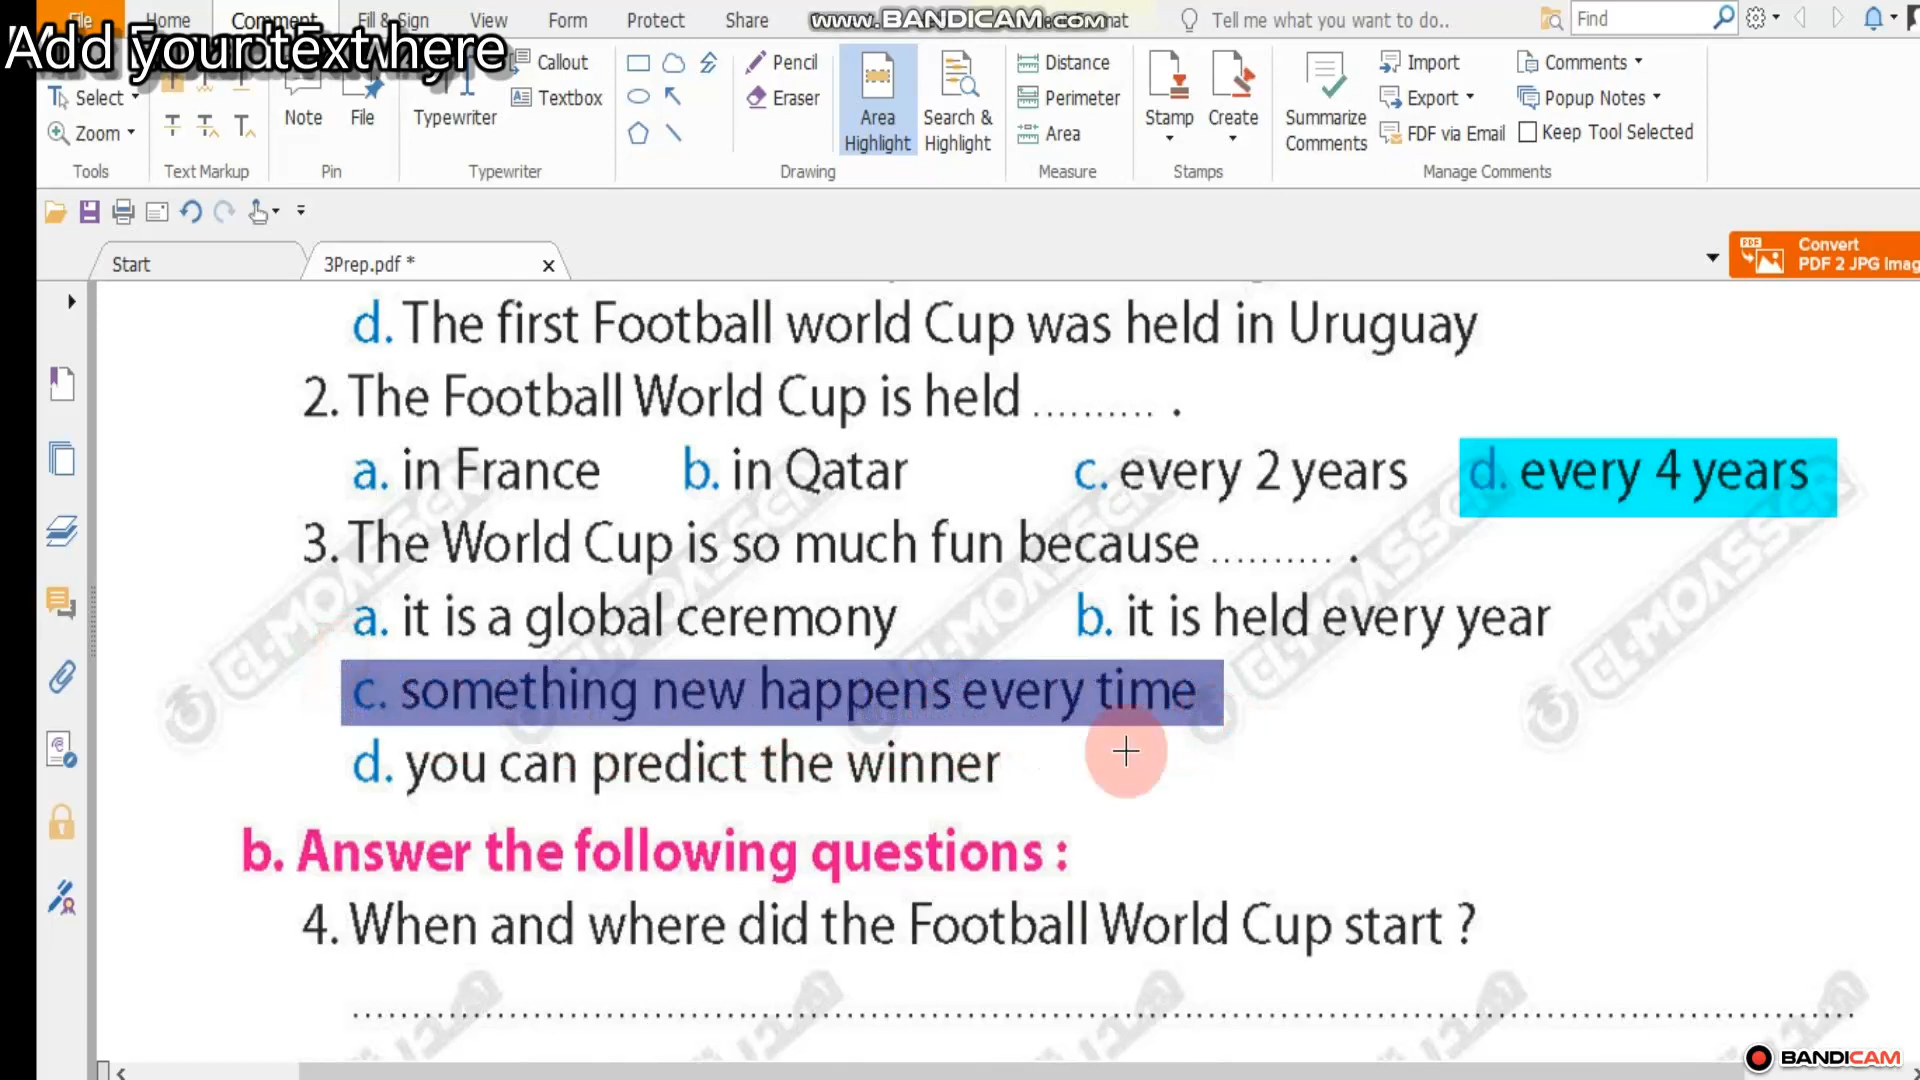 File Home Comment Fill & Sign View Form Protect Share www.BANDICAM.com Format Tell me what you want to do.. Find
Add your text here
Select Callout Pencil Distance Import Comments
Textbox Eraser Perimeter Export Popup Notes
Zoom Note File Typewriter Area Highlight Search & Highlight Area Stamp Create Summarize Comments FDF via Email Keep Tool Selected
Tools Text Markup Pin Typewriter Drawing Measure Stamps Manage Comments
Start 3Prep.pdf * Convert
PDF 2 JPG Imag
d. The first Football world Cup was held in Uruguay
2. The Football World Cup is held .......... .
a. in France b. in Qatar c. every 2 years d. every 4 years
3. The World Cup is so much fun because .......... .
a. it is a global ceremony b. it is held every year
c. something new happens every time
d. you can predict the winner
b. Answer the following questions :
4. When and where did the Football World Cup start ?
BANDICAM